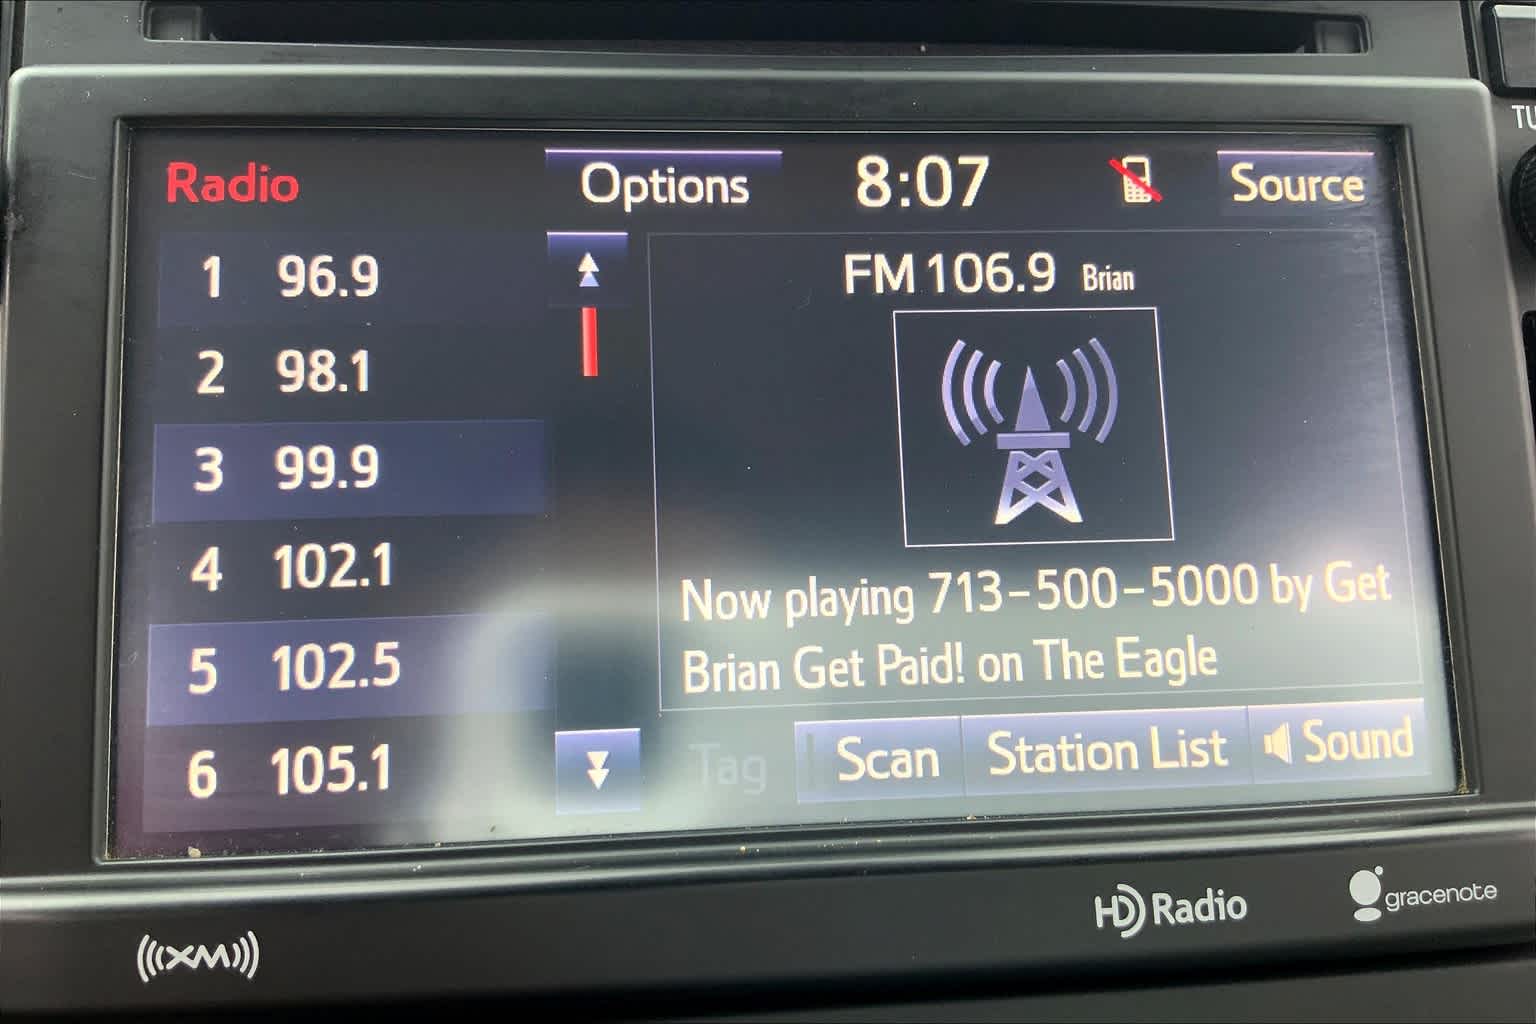 TU
Radio
Options
8:07
Source
1 96.9
2 98.1
3 99.9
4 102.1
5 102.5
6 105.1
FM 106.9 Brian
Now playing 713-500-5000 by Get
Brian Get Paid! on The Eagle
Tag
Scan
Station List
Sound
((XM))
HD Radio
gracenote